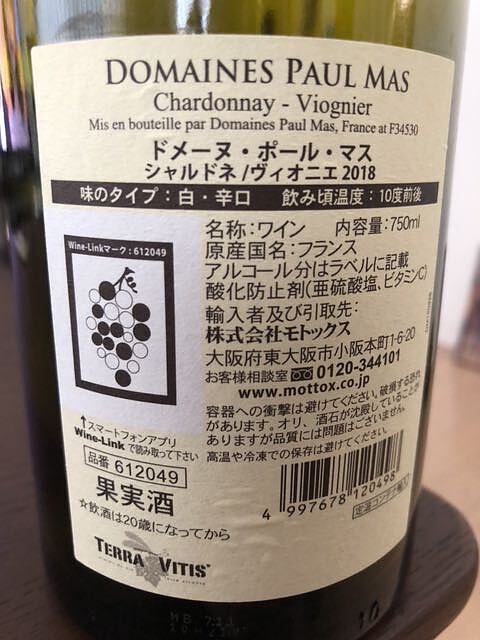 DOMAINES PAUL MAS
Chardonnay - Viognier
Mis en bouteille par Domaines Paul Mas, France at F34530
ドメーヌ・ポール・マス
シャルドネ/ヴィオニエ 2018
味のタイプ：白・辛口　飲み頃温度：10度前後
Wine-Linkマーク：612049
名称：ワイン　内容量：750ml
原産国名：フランス
アルコール分はラベルに記載
酸化防止剤(亜硫酸塩、ビタミンC)
輸入者及び引取先：
株式会社モトックス
大阪府東大阪市小阪本町1-6-20
お客様相談室 0120-344101
www.mottox.co.jp
容器への衝撃は避けてください。破損する恐れ
があります。オリ、酒石が沈殿していることが
ありますが品質には問題はございません。
高温や冷凍での保存は避けてください。
↑スマートフォンアプリ
Wine-Linkで読み取って下さい
品番 612049
果実酒
☆飲酒は20歳になってから
4 997678 120498
定温コンテナ輸入
TERRA VITIS